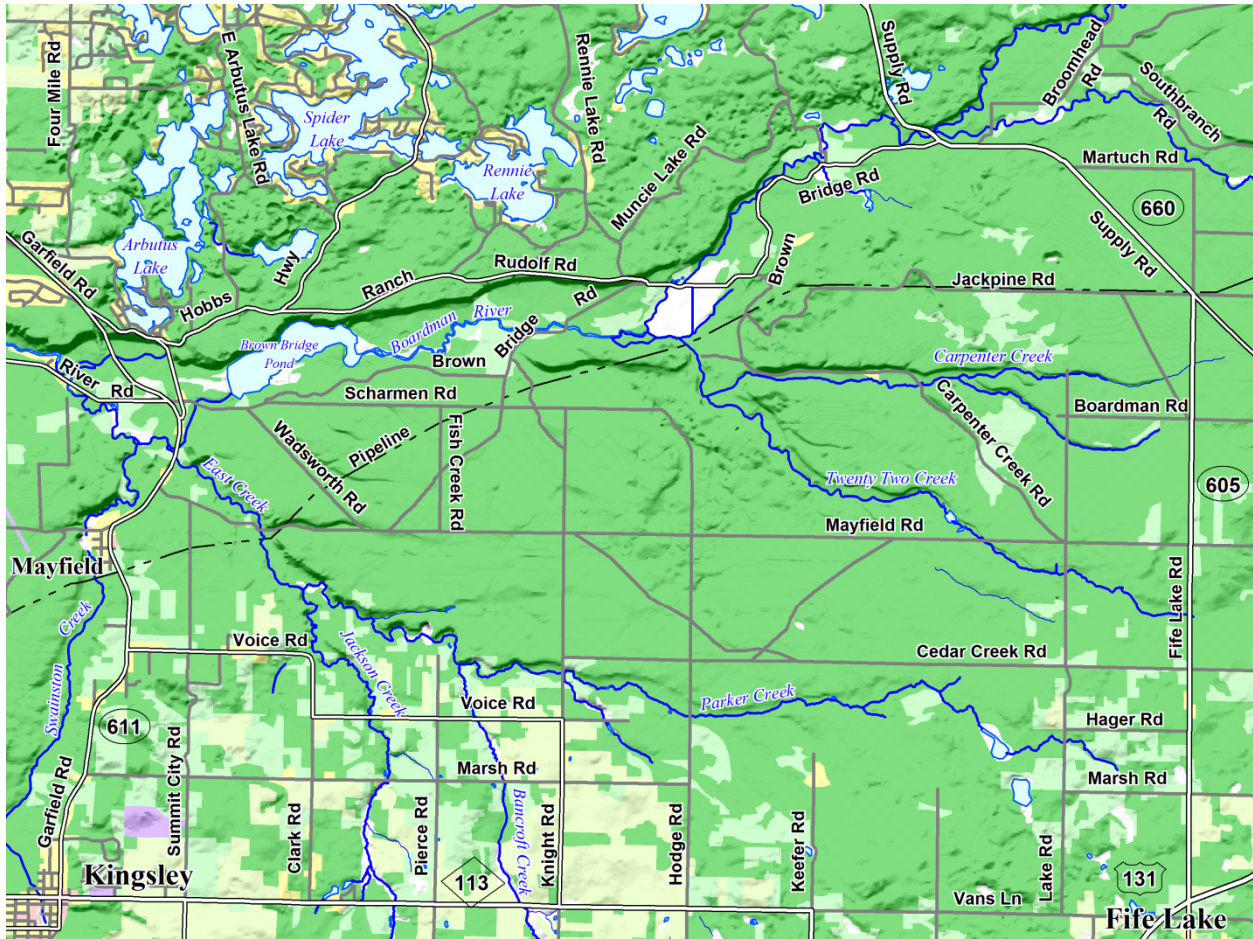 Four Mile Rd
E Arbutus Lake Rd
Spider
Lake
Rennie Lake Rd
Rennie
Lake
Muncie Lake Rd
Supply Rd
Broomhead
Rd
Southbranch
Rd
Martuch Rd
660
Supply Rd
Bridge Rd
Brown
Arbutus
Lake
Garfield Rd
Hobbs
Hwy
Ranch
Rudolf Rd
Rd
Jackpine Rd
Brown Bridge
Pond
Boardman
River
Brown
Bridge
River
Rd
Scharmen Rd
Carpenter Creek
Carpenter Creek Rd
Boardman Rd
Wadsworth Rd
Pipeline
Fish Creek Rd
East Creek
Twenty Two Creek
605
Mayfield Rd
Mayfield
Fife Lake Rd
Swainston
Creek
Voice Rd
Jackson Creek
Cedar Creek Rd
Parker Creek
Voice Rd
611
Hager Rd
Marsh Rd
Marsh Rd
Garfield Rd
Summit City Rd
Clark Rd
Pierce Rd
Bancroft Creek
Knight Rd
Hodge Rd
Keefer Rd
Lake Rd
Kingsley
113
131
Vans Ln
Fife Lake